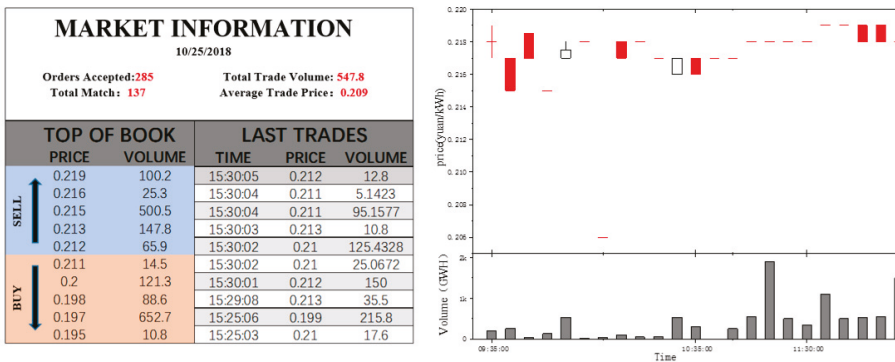 MARKET INFORMATION
10/25/2018
Orders Accepted:285 Total Trade Volume: 547.8
Total Match: 137 Average Trade Price: 0.209
TOP OF BOOK LAST TRADES
PRICE VOLUME TIME PRICE VOLUME
SELL
0.219 100.2 15:30:05 0.212 12.8
0.216 25.3 15:30:04 0.211 5.1423
0.215 500.5 15:30:04 0.211 95.1577
0.213 147.8 15:30:03 0.213 10.8
0.212 65.9 15:30:02 0.21 125.4328
BUY
0.211 14.5 15:30:02 0.21 25.0672
0.2 121.3 15:30:01 0.212 150
0.198 88.6 15:29:08 0.213 35.5
0.197 652.7 15:25:06 0.199 215.8
0.195 10.8 15:25:03 0.21 17.6
price(yuan/kWh)
0.220
0.218
0.216
0.214
0.212
0.210
0.208
0.206
Volume (GWH)
2k
1k
0
09:35:00 10:35:00 11:30:00
Time